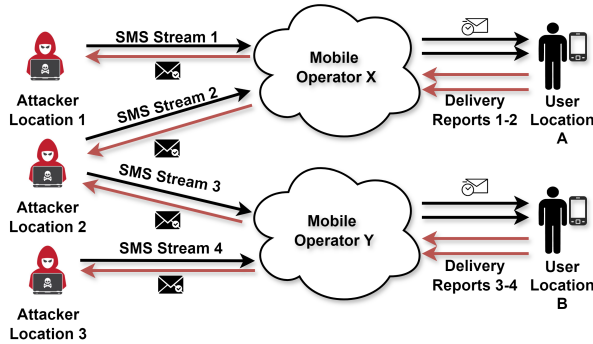 SMS Stream 1
Mobile
Operator X
Attacker
Location 1
SMS Stream 2
Delivery
Reports 1-2
User
Location
A
SMS Stream 3
Attacker
Location 2
Mobile
Operator Y
SMS Stream 4
Delivery
Reports 3-4
User
Location
B
Attacker
Location 3